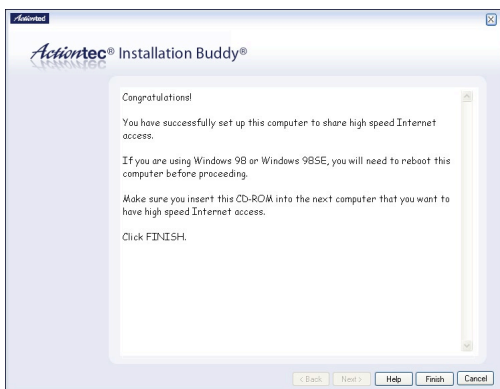 Actiontec
Actiontec® Installation Buddy®
Congratulations!
You have successfully set up this computer to share high speed Internet
access.
If you are using Windows 98 or Windows 98SE, you will need to reboot this
computer before proceeding.
Make sure you insert this CD-ROM into the next computer that you want to
have high speed Internet access.
Click FINISH.
< Back Next > Help Finish Cancel